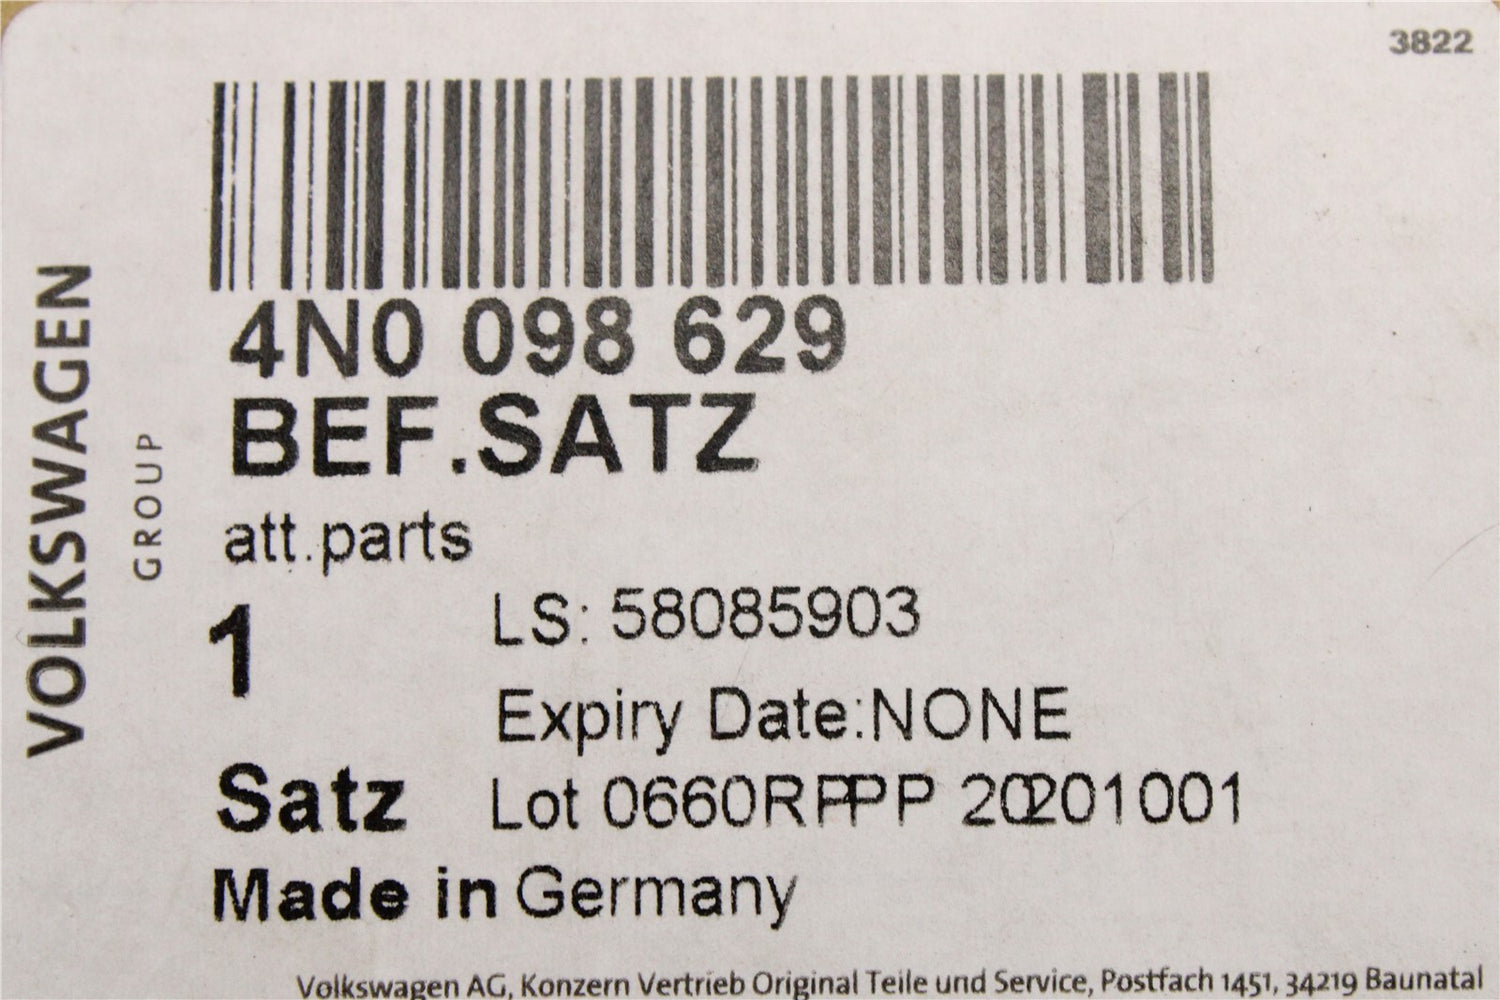 3822
VOLKSWAGEN
GROUP
4N0 098 629
BEF.SATZ
att.parts
1
LS: 58085903
Expiry Date:NONE
Satz
Lot 0660RPPPP 20201001
Made in Germany
Volkswagen AG, Konzern Vertrieb Original Teile und Service, Postfach 1451, 34219 Baunatal